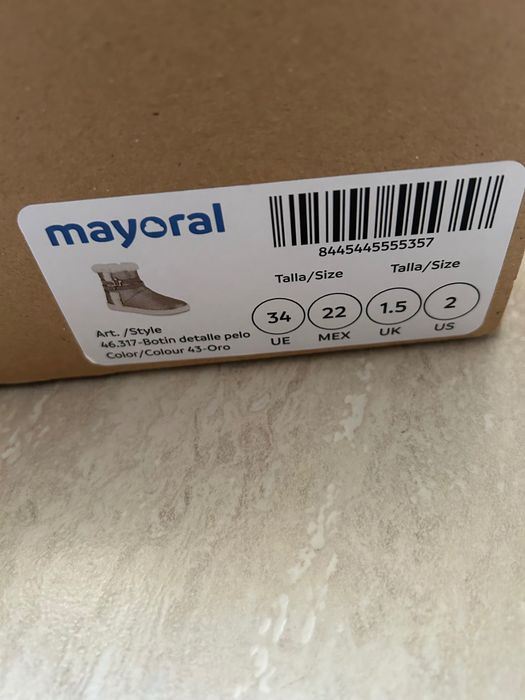 mayoral
8445445555357
Talla/Size Talla/Size
34 22 1.5 2
UE MEX UK US
Art. /Style
46.317-Botin detalle pelo
Color/Colour 43-Oro